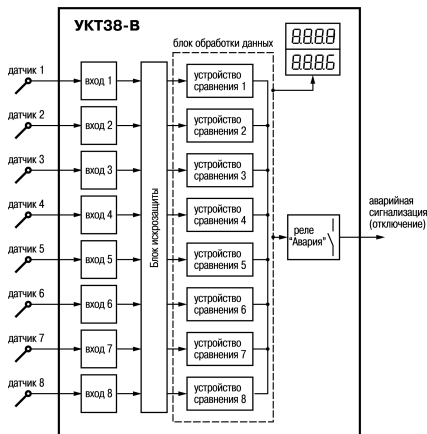 УКТ38-В
блок обработки данных
8.8.8.8
8.8.8.6
датчик 1
вход 1
устройство
сравнения 1
датчик 2
вход 2
устройство
сравнения 2
датчик 3
вход 3
устройство
сравнения 3
датчик 4
вход 4
устройство
сравнения 4
датчик 5
вход 5
устройство
сравнения 5
датчик 6
вход 6
устройство
сравнения 6
датчик 7
вход 7
устройство
сравнения 7
датчик 8
вход 8
устройство
сравнения 8
Блок искрозащиты
реле
"Авария"
аварийная
сигнализация
(отключение)